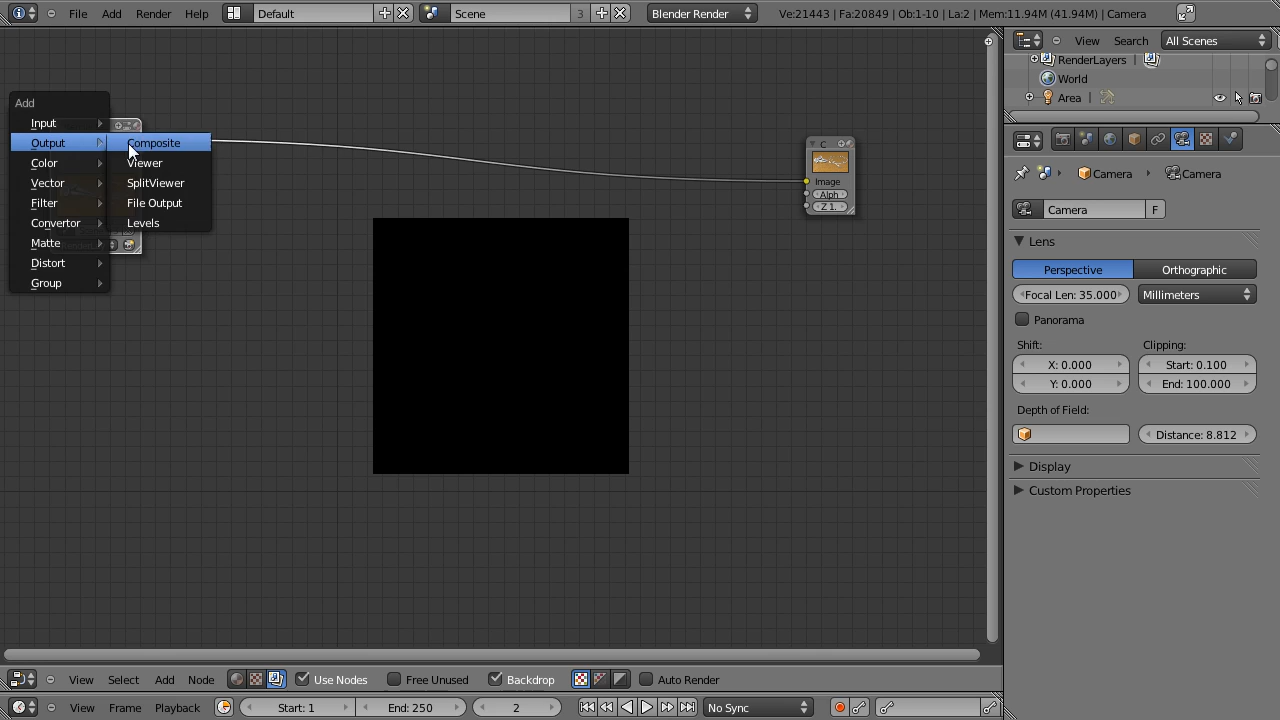 File Add Render Help Default Scene 3 Blender Render Ve:21443 | Fa:20849 | Ob:1-10 | La:2 | Mem:11.94M (41.94M) | Camera
View Search All Scenes
RenderLayers |
World
Area |
Add
Input
Output
Color
Vector
Filter
Convertor
Matte
Distort
Group
Composite
Viewer
SplitViewer
File Output
Levels
C
Image
Alph
Z 1.
Camera Camera
Camera F
Lens
Perspective Orthographic
Focal Len: 35.000 Millimeters
Panorama
Shift: Clipping:
X: 0.000 Start: 0.100
Y: 0.000 End: 100.000
Depth of Field:
Distance: 8.812
Display
Custom Properties
View Select Add Node Use Nodes Free Unused Backdrop Auto Render
View Frame Playback Start: 1 End: 250 2 No Sync